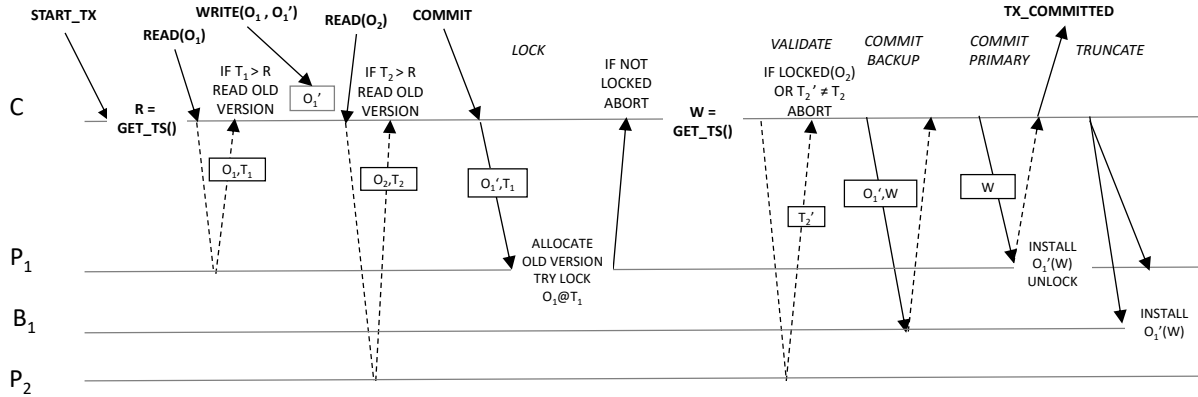 START_TX
READ(O₁)
WRITE(O₁ , O₁')
READ(O₂)
COMMIT
TX_COMMITTED
LOCK
VALIDATE
COMMIT
BACKUP
COMMIT
PRIMARY
TRUNCATE
IF T₁ > R
READ OLD
VERSION
O₁'
IF T₂ > R
READ OLD
VERSION
IF NOT
LOCKED
ABORT
IF LOCKED(O₂)
OR T₂' ≠ T₂
ABORT
C
R =
GET_TS()
W =
GET_TS()
O₁,T₁
O₂,T₂
O₁',T₁
T₂'
O₁',W
W
P₁
ALLOCATE
OLD VERSION
TRY LOCK
O₁@T₁
INSTALL
O₁'(W)
UNLOCK
B₁
INSTALL
O₁'(W)
P₂